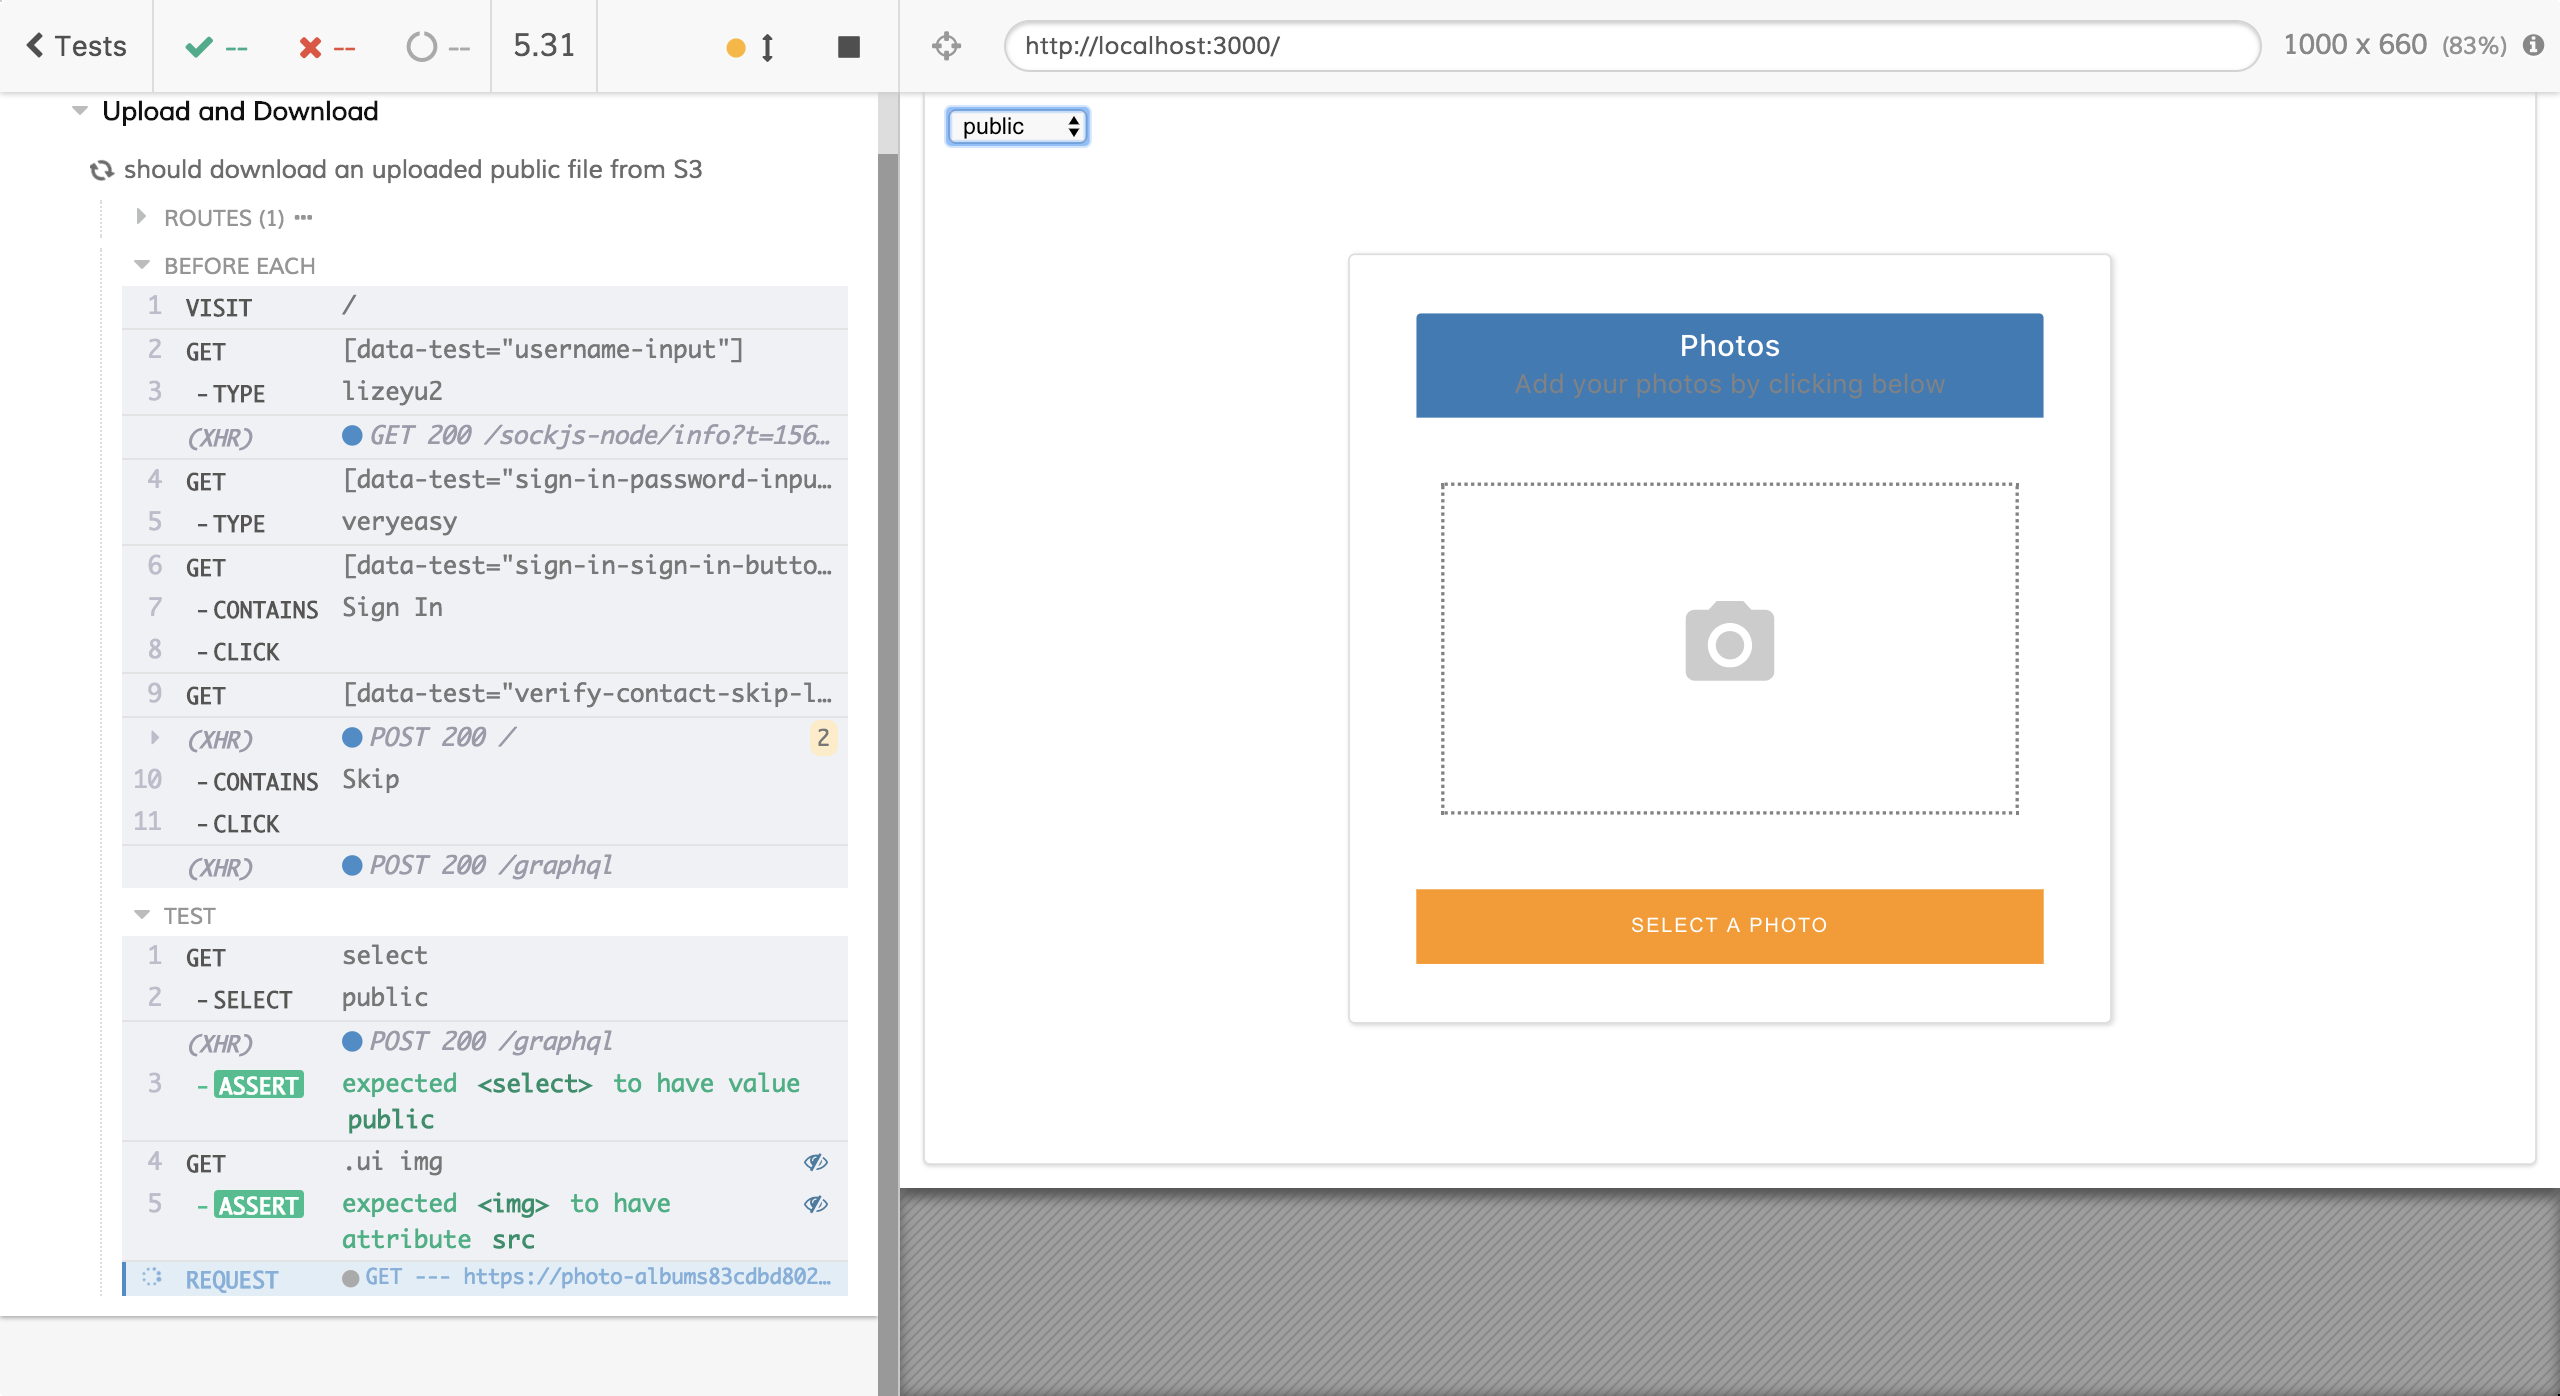 Tests -- -- -- 5.31
http://localhost:3000/ 1000 x 660 (83%)
Upload and Download
should download an uploaded public file from S3
ROUTES (1) •••
BEFORE EACH
1 VISIT /
2 GET [data-test="username-input"]
3 -TYPE lizeyu2
(XHR) GET 200 /sockjs-node/info?t=156…
4 GET [data-test="sign-in-password-inpu…
5 -TYPE veryeasy
6 GET [data-test="sign-in-sign-in-butto…
7 -CONTAINS Sign In
8 -CLICK
9 GET [data-test="verify-contact-skip-l…
(XHR) POST 200 / 2
10 -CONTAINS Skip
11 -CLICK
(XHR) POST 200 /graphql
TEST
1 GET select
2 -SELECT public
(XHR) POST 200 /graphql
3 -ASSERT expected <select> to have value
public
4 GET .ui img
5 -ASSERT expected <img> to have
attribute src
REQUEST GET --- https://photo-albums83cdbd802…
public
Photos
Add your photos by clicking below
SELECT A PHOTO